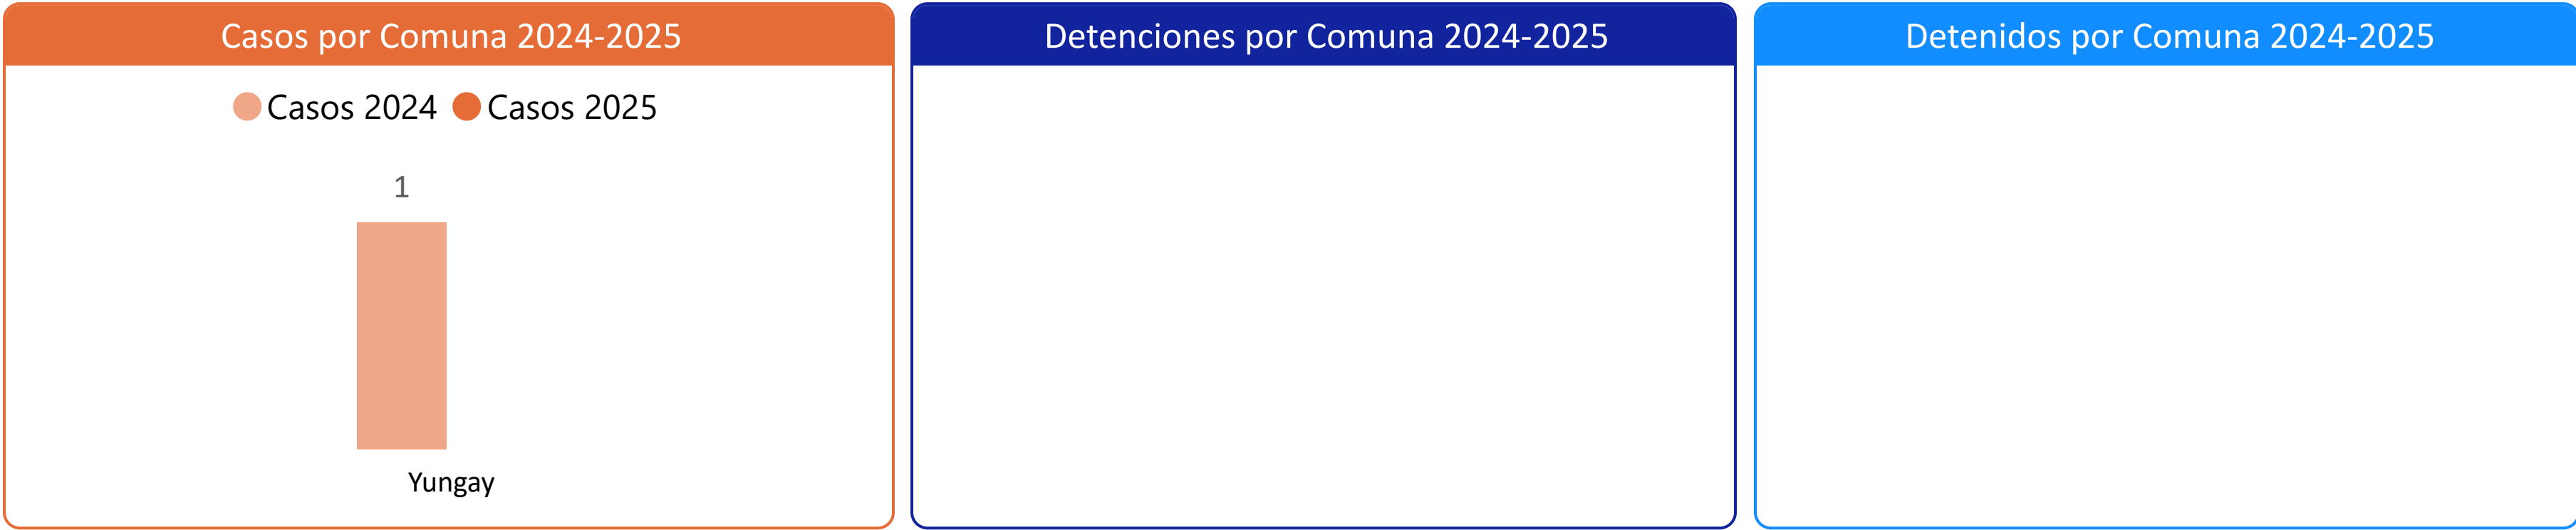 Casos por Comuna 2024-2025
Casos 2024 Casos 2025
1
Yungay
Detenciones por Comuna 2024-2025
Detenidos por Comuna 2024-2025